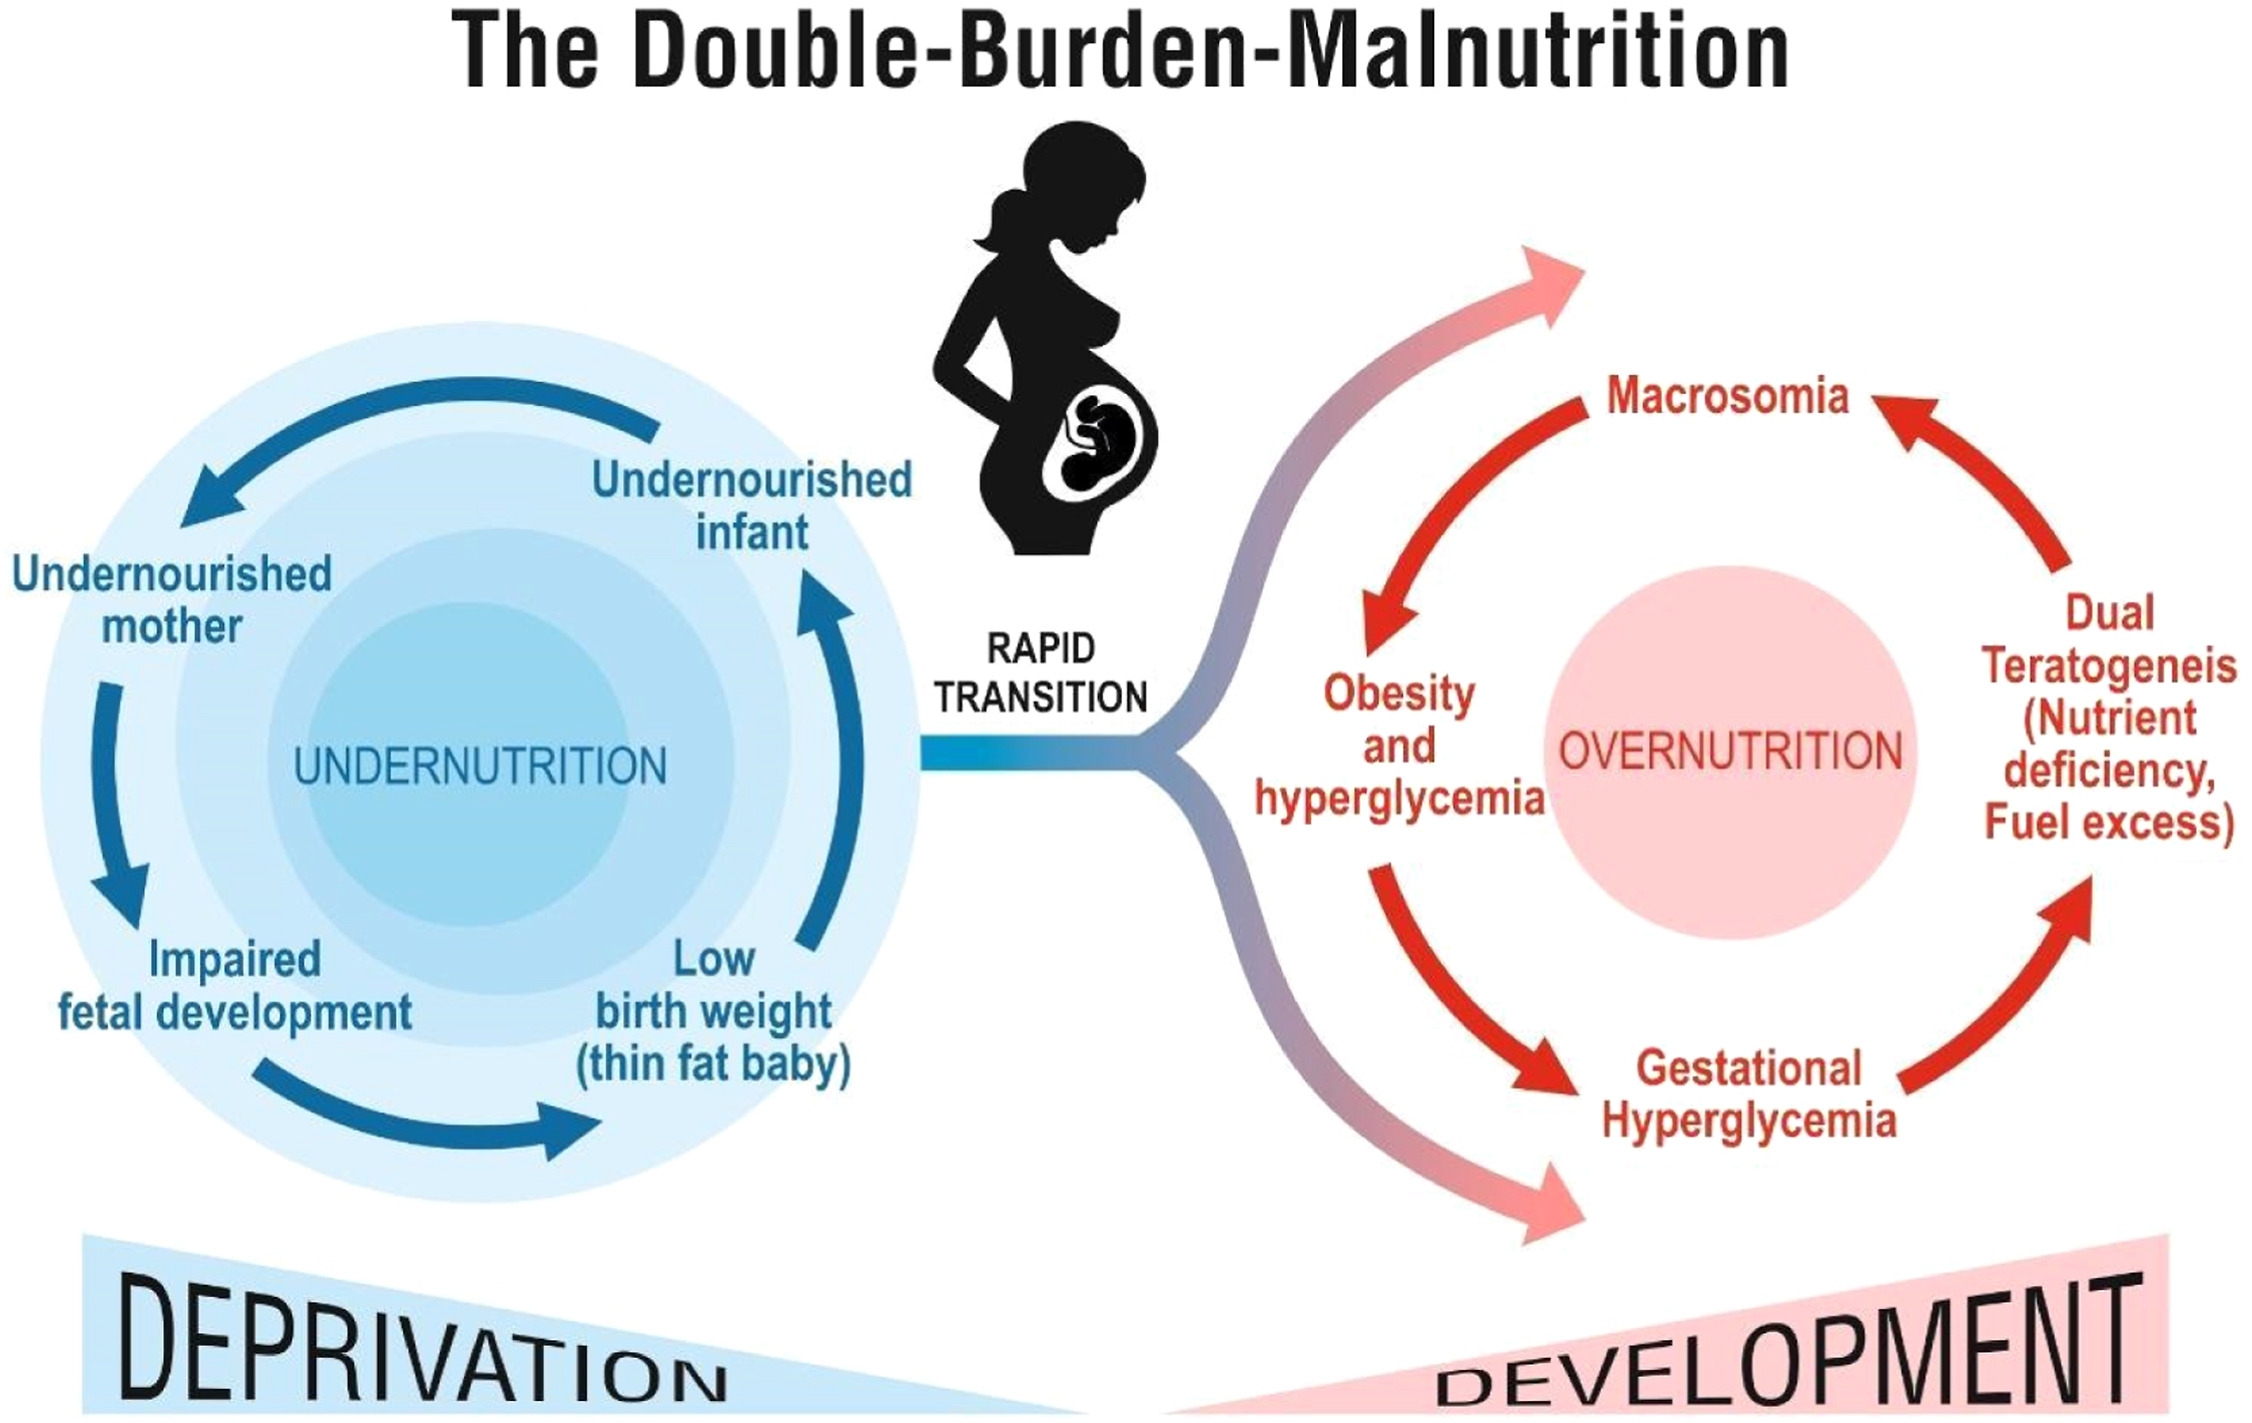 The Double-Burden-Malnutrition
Undernourished
infant
Undernourished
mother
Impaired
fetal development
Low
birth weight
(thin fat baby)
UNDERNUTRITION
RAPID
TRANSITION
Macrosomia
Obesity
and
hyperglycemia
Gestational
Hyperglycemia
Dual
Teratogeneis
(Nutrient
deficiency,
Fuel excess)
OVERNUTRITION
DEPRIVATION
DEVELOPMENT